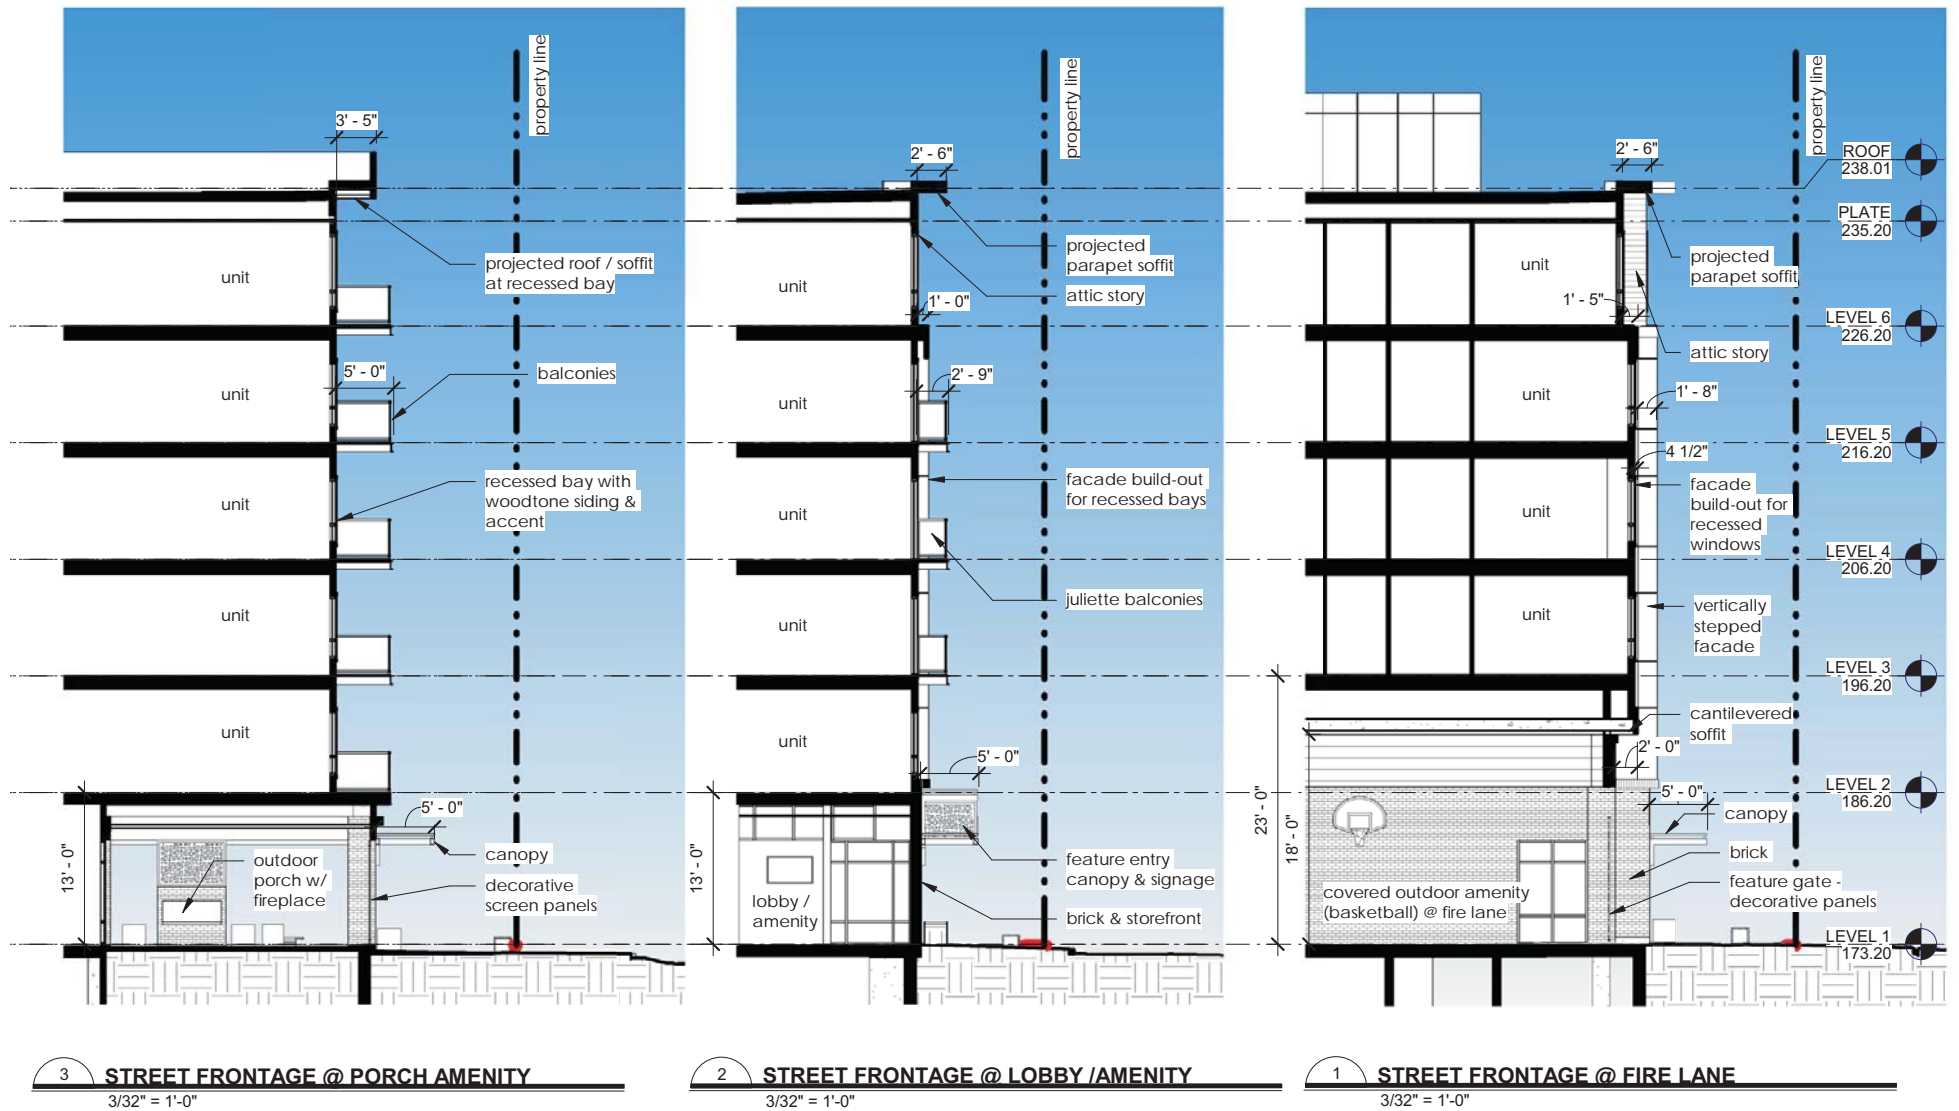 property line
3' - 5"
projected roof / soffit
at recessed bay
unit
5' - 0"
balconies
unit
recessed bay with
woodtone siding &
accent
unit
unit
unit
13' - 0"
5' - 0"
outdoor
porch w/
fireplace
canopy
decorative
screen panels
3
STREET FRONTAGE @ PORCH AMENITY
3/32" = 1'-0"
property line
2' - 6"
projected
parapet soffit
attic story
unit
1' - 0"
2' - 9"
unit
facade build-out
for recessed bays
unit
juliette balconies
unit
unit
5' - 0"
13' - 0"
feature entry
canopy & signage
lobby /
amenity
brick & storefront
2
STREET FRONTAGE @ LOBBY /AMENITY
3/32" = 1'-0"
property line
2' - 6"
ROOF
238.01
PLATE
235.20
projected
parapet soffit
unit
1' - 5"
LEVEL 6
226.20
attic story
unit
1' - 8"
LEVEL 5
216.20
4 1/2"
facade
build-out for
recessed
windows
unit
LEVEL 4
206.20
unit
vertically
stepped
facade
LEVEL 3
196.20
cantilevered
soffit
2' - 0"
LEVEL 2
186.20
5' - 0"
23' - 0"
18' - 0"
canopy
brick
covered outdoor amenity
(basketball) @ fire lane
feature gate -
decorative panels
LEVEL 1
173.20
1
STREET FRONTAGE @ FIRE LANE
3/32" = 1'-0"